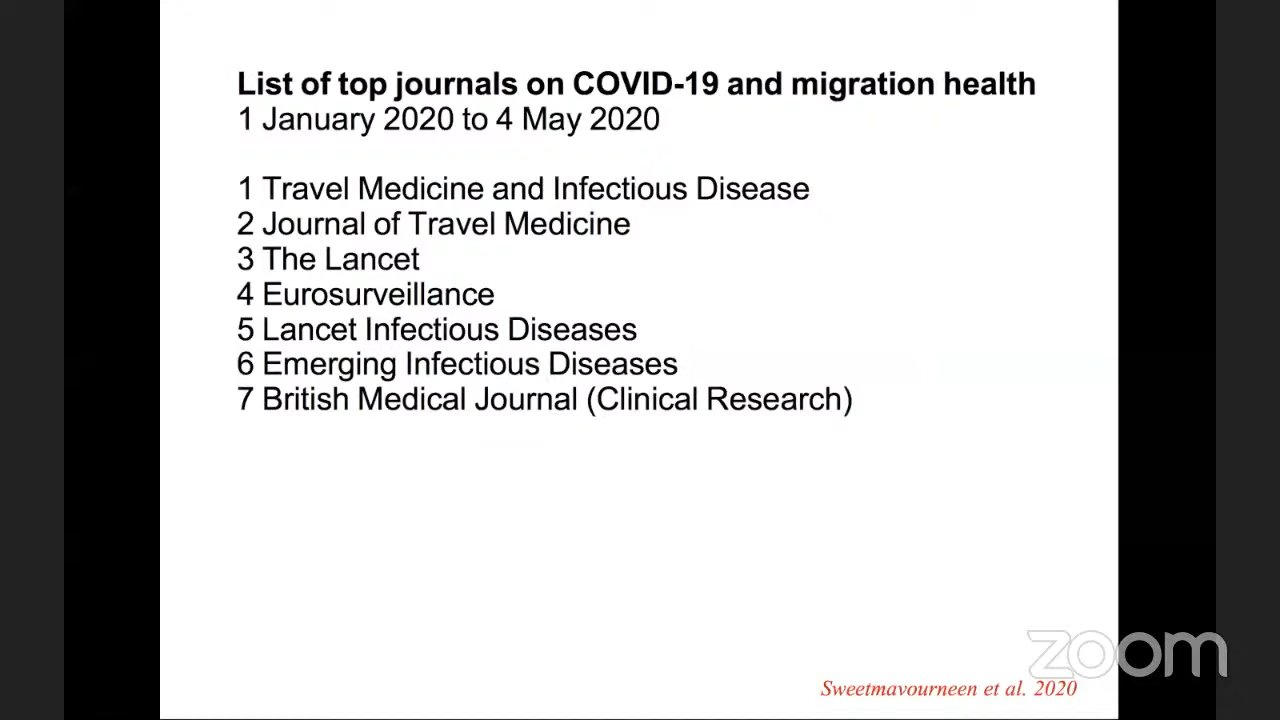 List of top journals on COVID-19 and migration health
1 January 2020 to 4 May 2020
1 Travel Medicine and Infectious Disease
2 Journal of Travel Medicine
3 The Lancet
4 Eurosurveillance
5 Lancet Infectious Diseases
6 Emerging Infectious Diseases
7 British Medical Journal (Clinical Research)
zoom
Sweetmavourneen et al. 2020